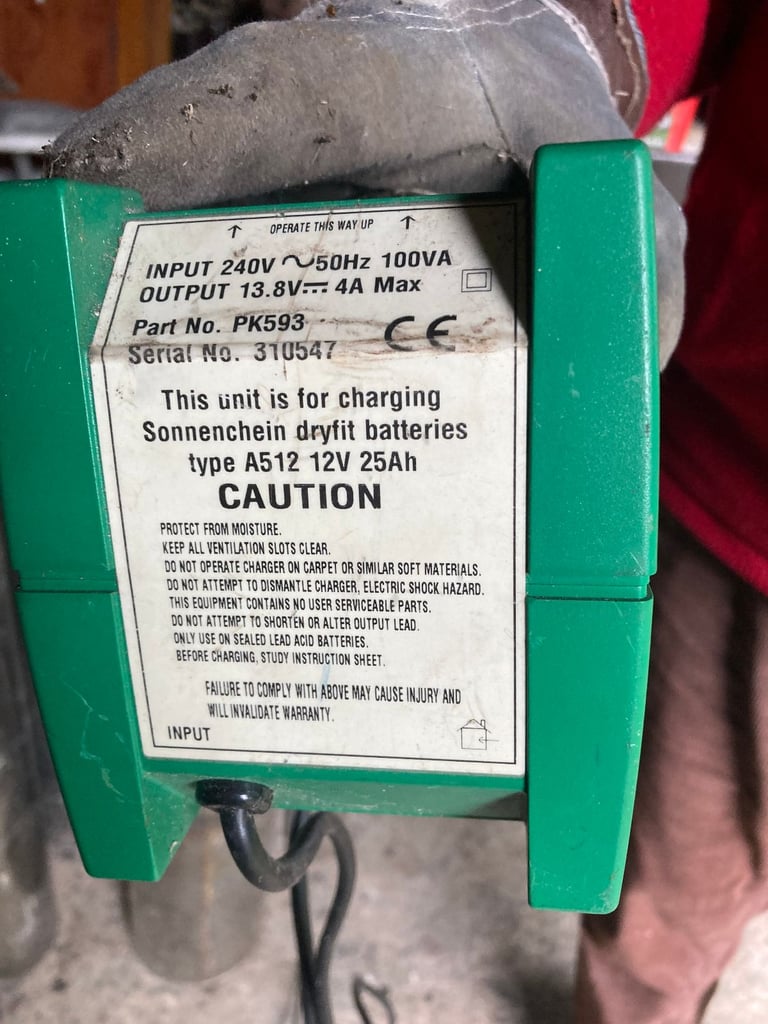 ↑ OPERATE THIS WAY UP ↑
INPUT 240V ~ 50Hz 100VA
OUTPUT 13.8V⎓ 4A Max
Part No. PK593
CE
Serial No. 310547
This unit is for charging
Sonnenchein dryfit batteries
type A512 12V 25Ah
CAUTION
PROTECT FROM MOISTURE.
KEEP ALL VENTILATION SLOTS CLEAR.
DO NOT OPERATE CHARGER ON CARPET OR SIMILAR SOFT MATERIALS.
DO NOT ATTEMPT TO DISMANTLE CHARGER, ELECTRIC SHOCK HAZARD.
THIS EQUIPMENT CONTAINS NO USER SERVICEABLE PARTS.
DO NOT ATTEMPT TO SHORTEN OR ALTER OUTPUT LEAD.
ONLY USE ON SEALED LEAD ACID BATTERIES.
BEFORE CHARGING, STUDY INSTRUCTION SHEET.
FAILURE TO COMPLY WITH ABOVE MAY CAUSE INJURY AND
WILL INVALIDATE WARRANTY.
INPUT